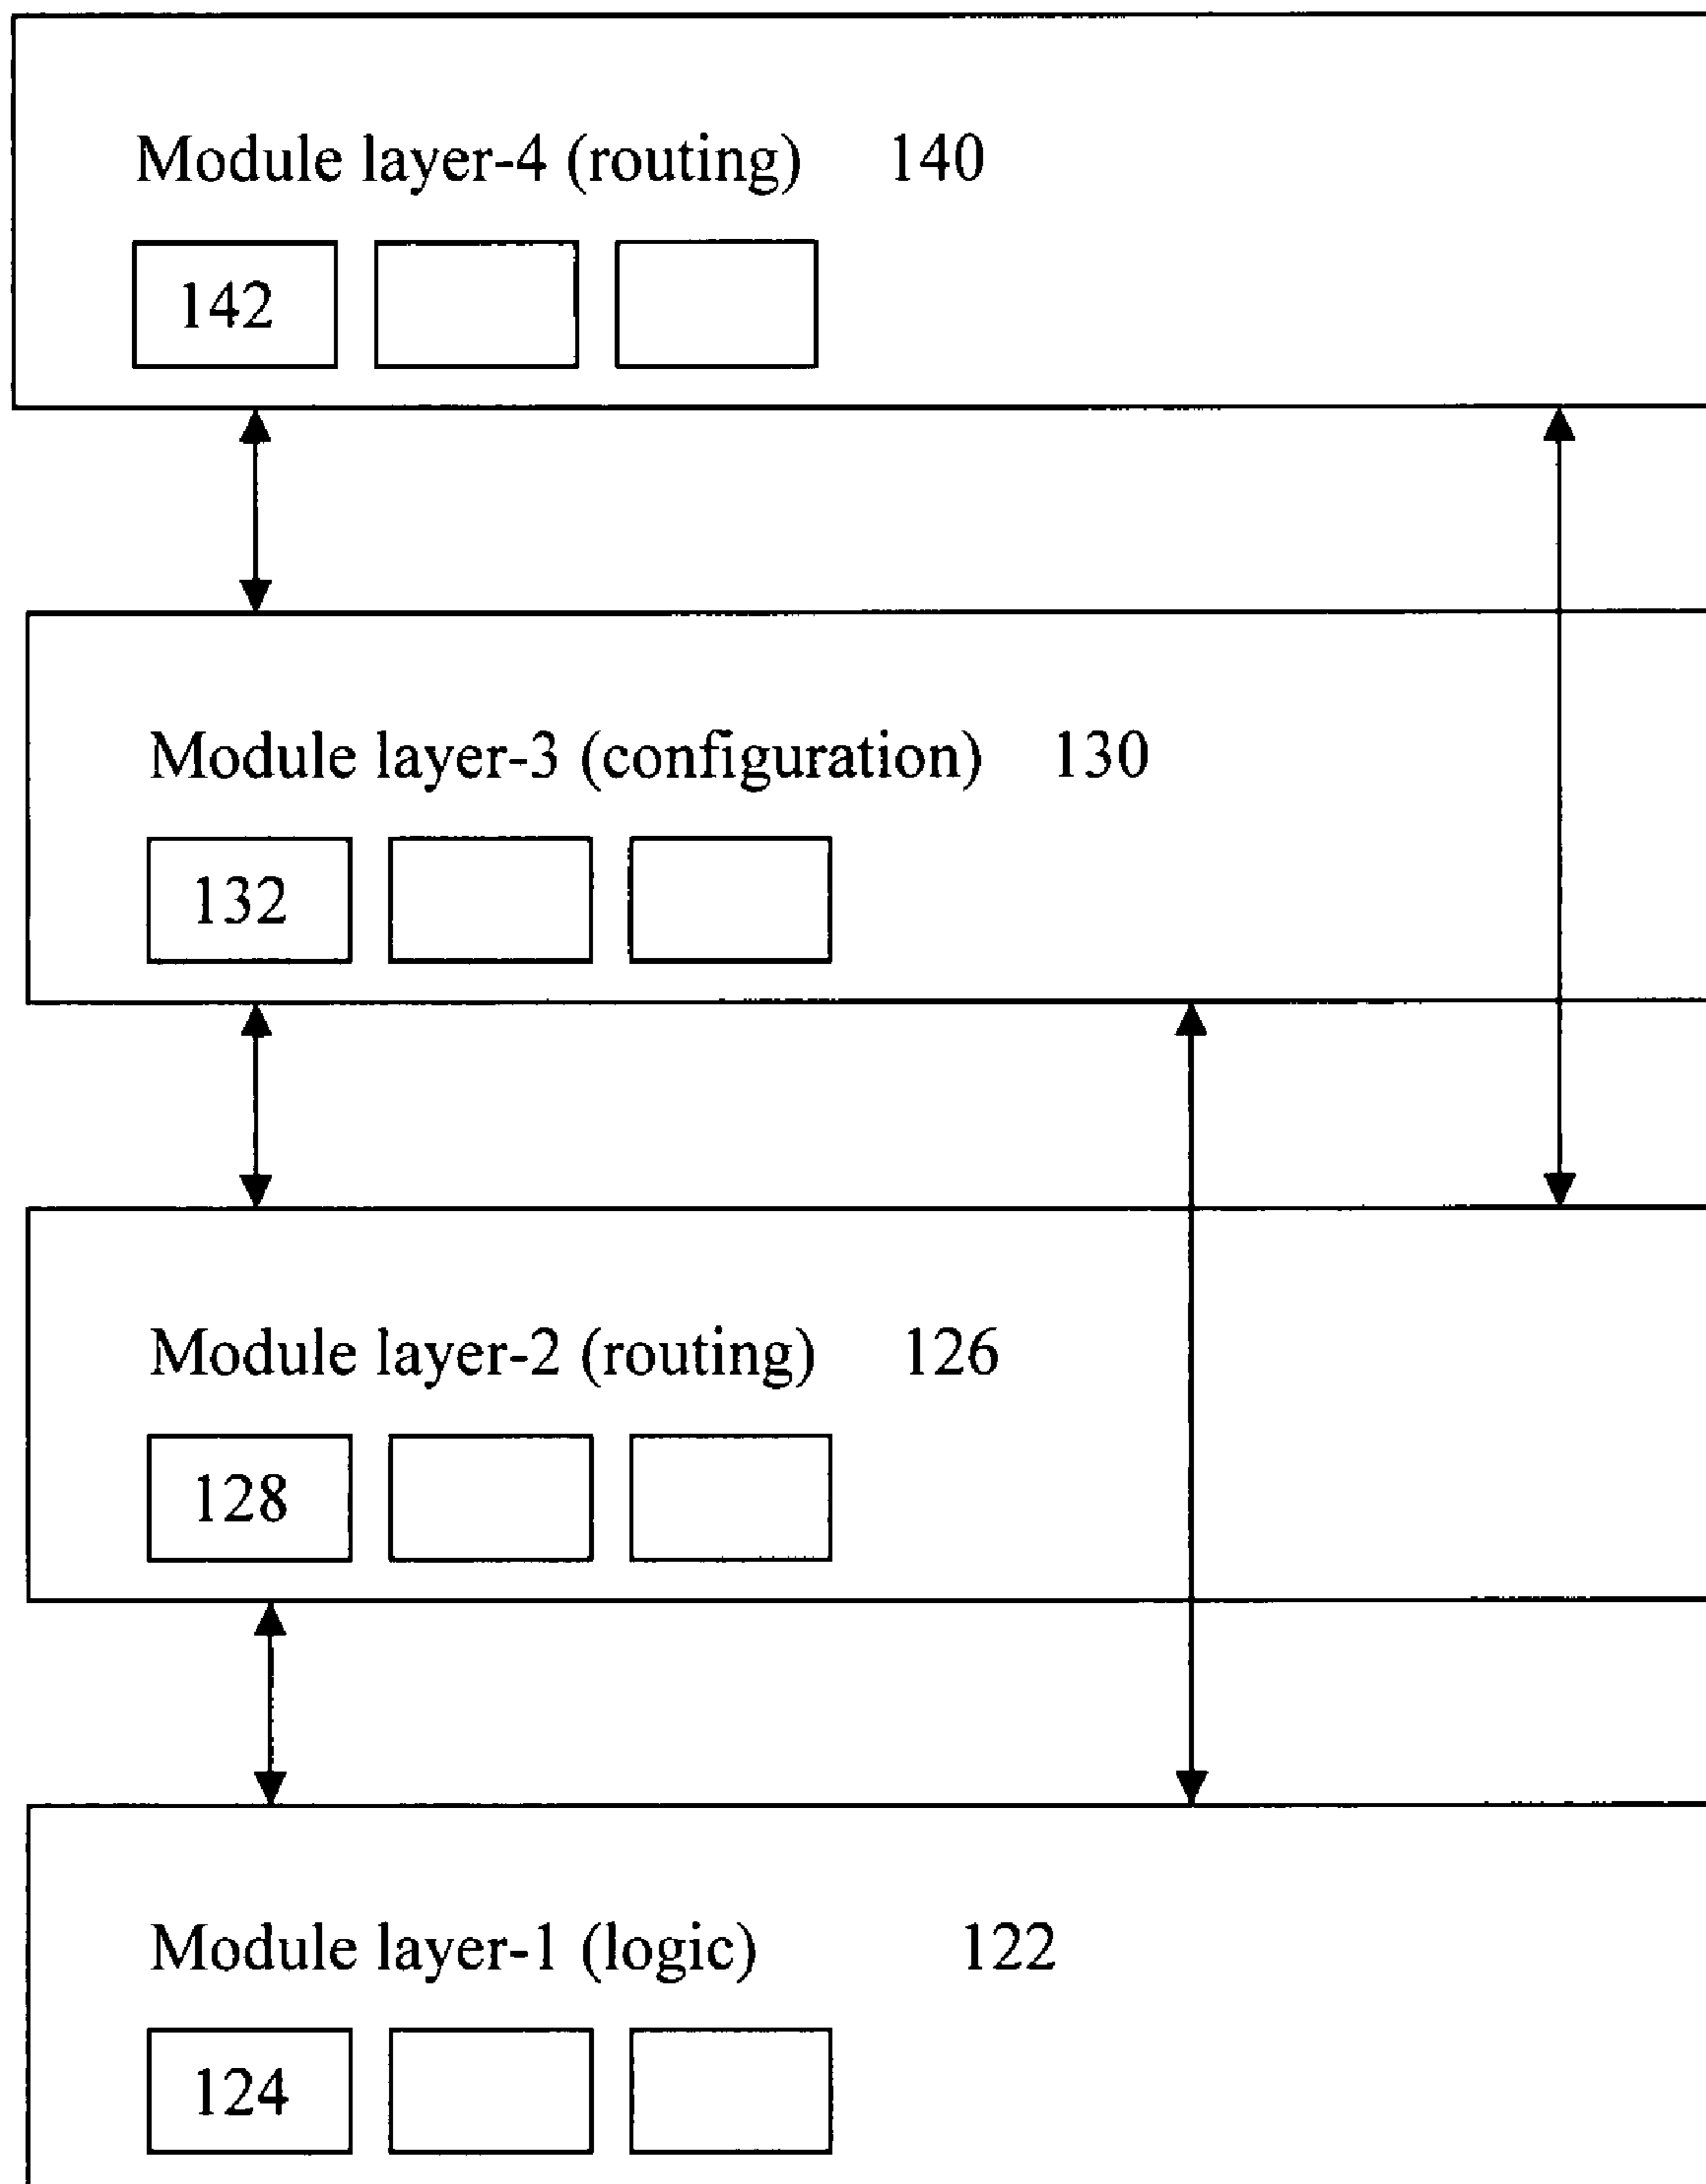 Module layer-4 (routing) 140
142
Module layer-3 (configuration) 130
132
Module layer-2 (routing) 126
128
Module layer-1 (logic) 122
124